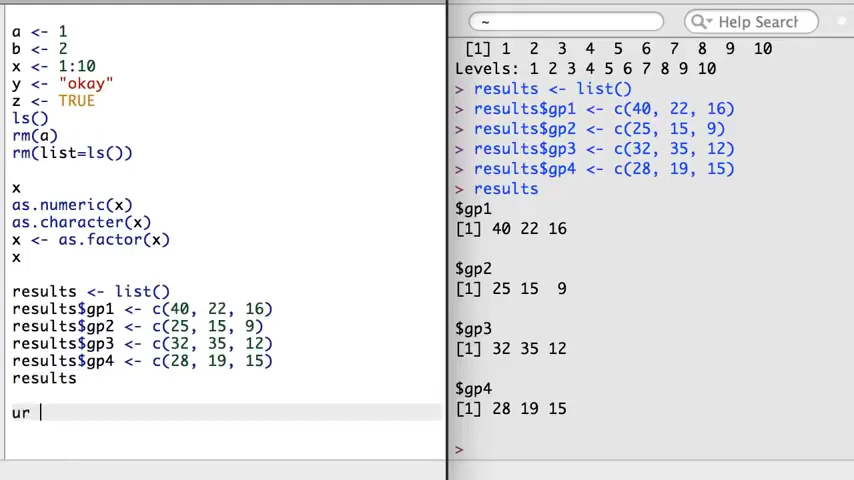 a <- 1
b <- 2
x <- 1:10
y <- "okay"
z <- TRUE
ls()
rm(a)
rm(list=ls())
x
as.numeric(x)
as.character(x)
x <- as.factor(x)
x
results <- list()
results$gp1 <- c(40, 22, 16)
results$gp2 <- c(25, 15, 9)
results$gp3 <- c(32, 35, 12)
results$gp4 <- c(28, 19, 15)
results
ur
~
Help Search
[1] 1 2 3 4 5 6 7 8 9 10
Levels: 1 2 3 4 5 6 7 8 9 10
> results <- list()
> results$gp1 <- c(40, 22, 16)
> results$gp2 <- c(25, 15, 9)
> results$gp3 <- c(32, 35, 12)
> results$gp4 <- c(28, 19, 15)
> results
$gp1
[1] 40 22 16
$gp2
[1] 25 15  9
$gp3
[1] 32 35 12
$gp4
[1] 28 19 15
>